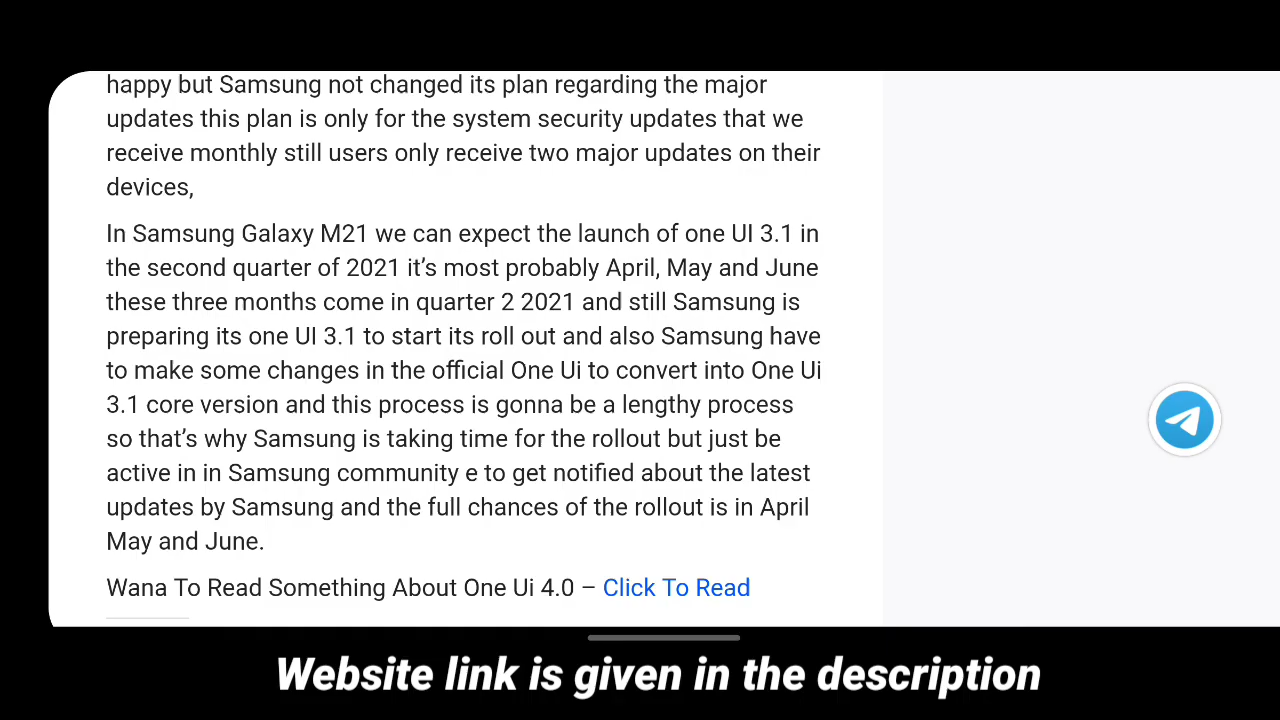 happy but Samsung not changed its plan regarding the major
updates this plan is only for the system security updates that we
receive monthly still users only receive two major updates on their
devices,
In Samsung Galaxy M21 we can expect the launch of one UI 3.1 in
the second quarter of 2021 it’s most probably April, May and June
these three months come in quarter 2 2021 and still Samsung is
preparing its one UI 3.1 to start its roll out and also Samsung have
to make some changes in the official One Ui to convert into One Ui
3.1 core version and this process is gonna be a lengthy process
so that’s why Samsung is taking time for the rollout but just be
active in in Samsung community e to get notified about the latest
updates by Samsung and the full chances of the rollout is in April
May and June.
Wana To Read Something About One Ui 4.0 – Click To Read
Website link is given in the description